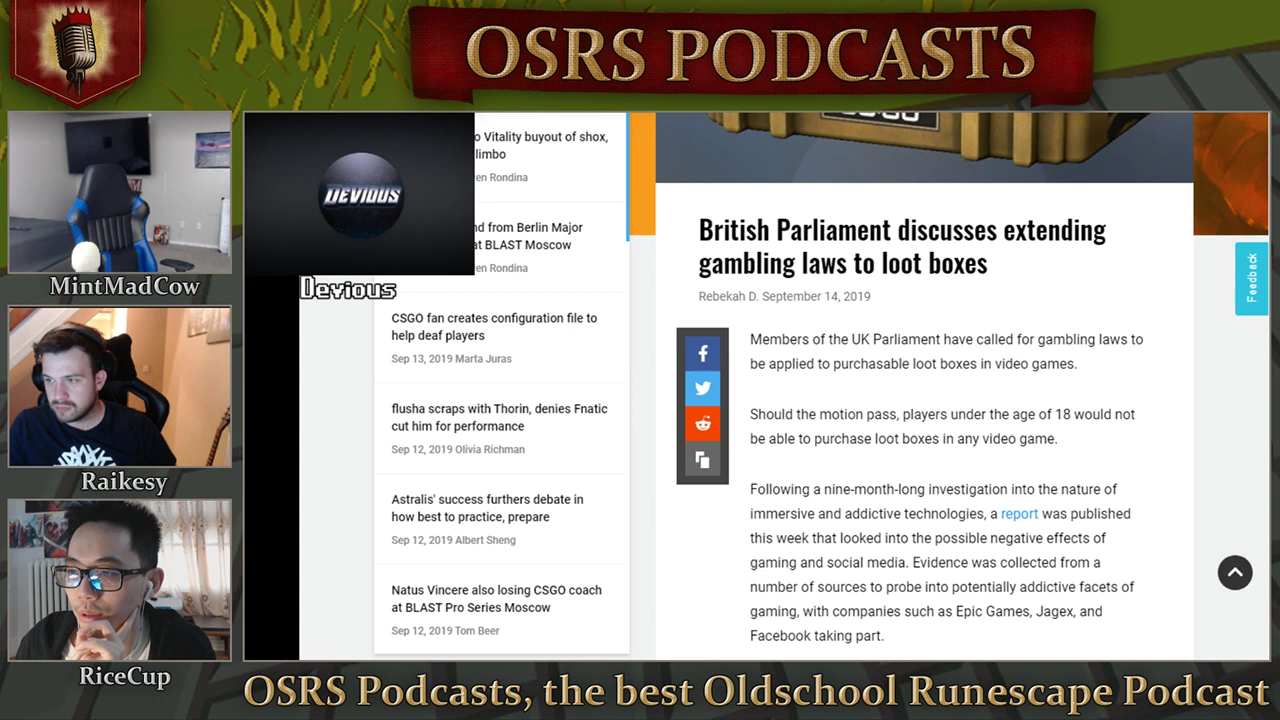 OSRS PODCASTS
MintMadCow
Raikesy
RiceCup
DEVIOUS
Devious
o Vitality buyout of shox,
limbo
en Rondina
nd from Berlin Major
at BLAST Moscow
en Rondina
CSGO fan creates configuration file to
help deaf players
Sep 13, 2019 Marta Juras
flusha scraps with Thorin, denies Fnatic
cut him for performance
Sep 12, 2019 Olivia Richman
Astralis' success furthers debate in
how best to practice, prepare
Sep 12, 2019 Albert Sheng
Natus Vincere also losing CSGO coach
at BLAST Pro Series Moscow
Sep 12, 2019 Tom Beer
British Parliament discusses extending
gambling laws to loot boxes
Rebekah D. September 14, 2019
Members of the UK Parliament have called for gambling laws to
be applied to purchasable loot boxes in video games.
Should the motion pass, players under the age of 18 would not
be able to purchase loot boxes in any video game.
Following a nine-month-long investigation into the nature of
immersive and addictive technologies, a report was published
this week that looked into the possible negative effects of
gaming and social media. Evidence was collected from a
number of sources to probe into potentially addictive facets of
gaming, with companies such as Epic Games, Jagex, and
Facebook taking part.
Feedback
OSRS Podcasts, the best Oldschool Runescape Podcast